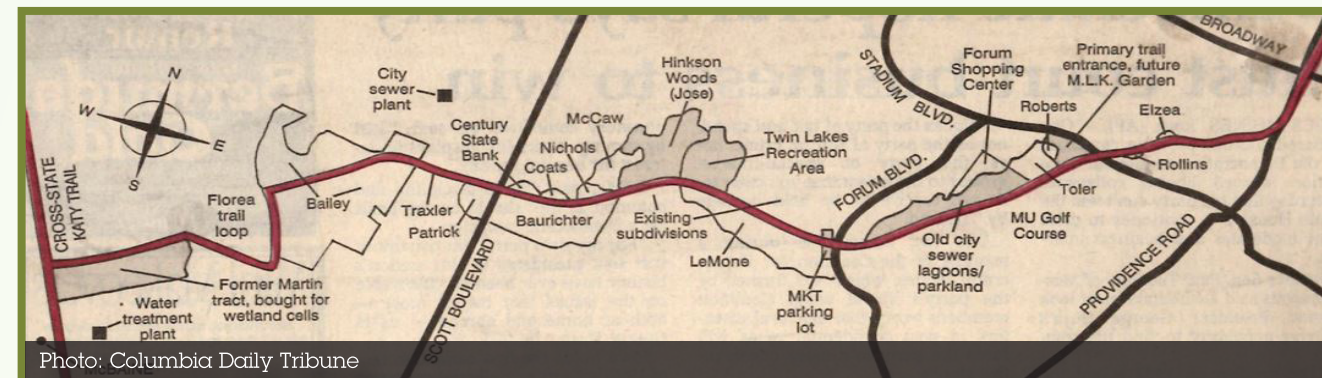 N
W
E
S
CROSS-STATE
KATY TRAIL
Water
treatment
plant
Former Martin
tract, bought for
wetland cells
Florea
trail
loop
Bailey
City
sewer
plant
Traxler
Patrick
Century
State
Bank
Coats
Nichols
McCaw
Baurichter
SCOTT BOULEVARD
Hinkson
Woods
(Jose)
Existing
subdivisions
Twin Lakes
Recreation
Area
LeMone
MKT
parking
lot
STADIUM BLVD.
FORUM BLVD.
Forum
Shopping
Center
Old city
sewer
lagoons/
parkland
Roberts
Primary trail
entrance, future
M.L.K. Garden
Toler
MU Golf
Course
Elzea
Rollins
BROADWAY
PROVIDENCE ROAD
Photo: Columbia Daily Tribune